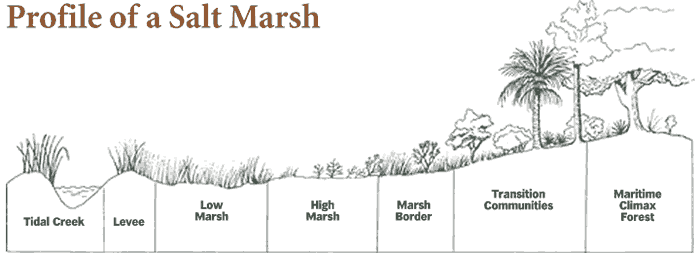 Profile of a Salt Marsh
Tidal Creek
Levee
Low
Marsh
High
Marsh
Marsh
Border
Transition
Communities
Maritime
Climax
Forest